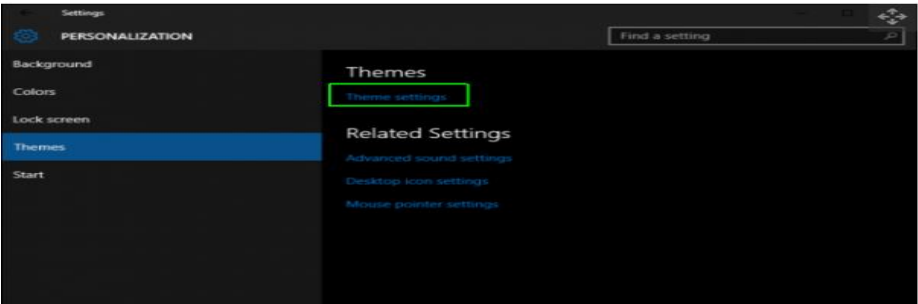 Settings
PERSONALIZATION
Find a setting
Background
Colors
Lock screen
Themes
Start
Themes
Theme settings
Related Settings
Advanced sound settings
Desktop icon settings
Mouse pointer settings